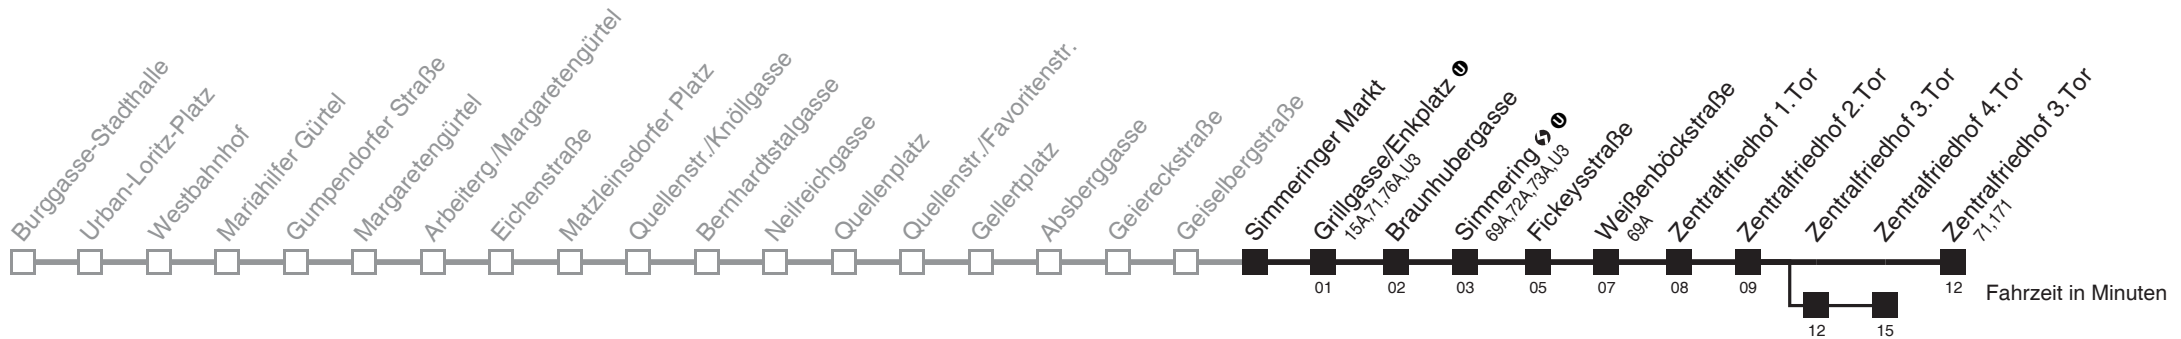 Burggasse-Stadthalle
Urban-Loritz-Platz
Westbahnhof
Mariahilfer Gürtel
Gumpendorfer Straße
Margaretengürtel
Arbeiterg./Margaretengürtel
Eichenstraße
Matzleinsdorfer Platz
Quellenstr./Knöllgasse
Bernhardtstalgasse
Neilreichgasse
Quellenplatz
Quellenstr./Favoritenstr.
Gellertplatz
Absberggasse
Geiereckstraße
Geiselbergstraße
Simmeringer Markt
Grillgasse/Enkplatz U
15A,71,76A,U3
Braunhubergasse
Simmering S U
69A,72A,73A,U3
Fickeysstraße
Weißenböckstraße
69A
Zentralfriedhof 1.Tor
Zentralfriedhof 2.Tor
Zentralfriedhof 3.Tor
Zentralfriedhof 4.Tor
Zentralfriedhof 3.Tor
71,171
01 02 03 05 07 08 09 12 Fahrzeit in Minuten
12 15